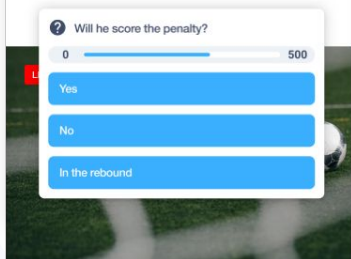 Will he score the penalty?
0 500
Yes
No
In the rebound